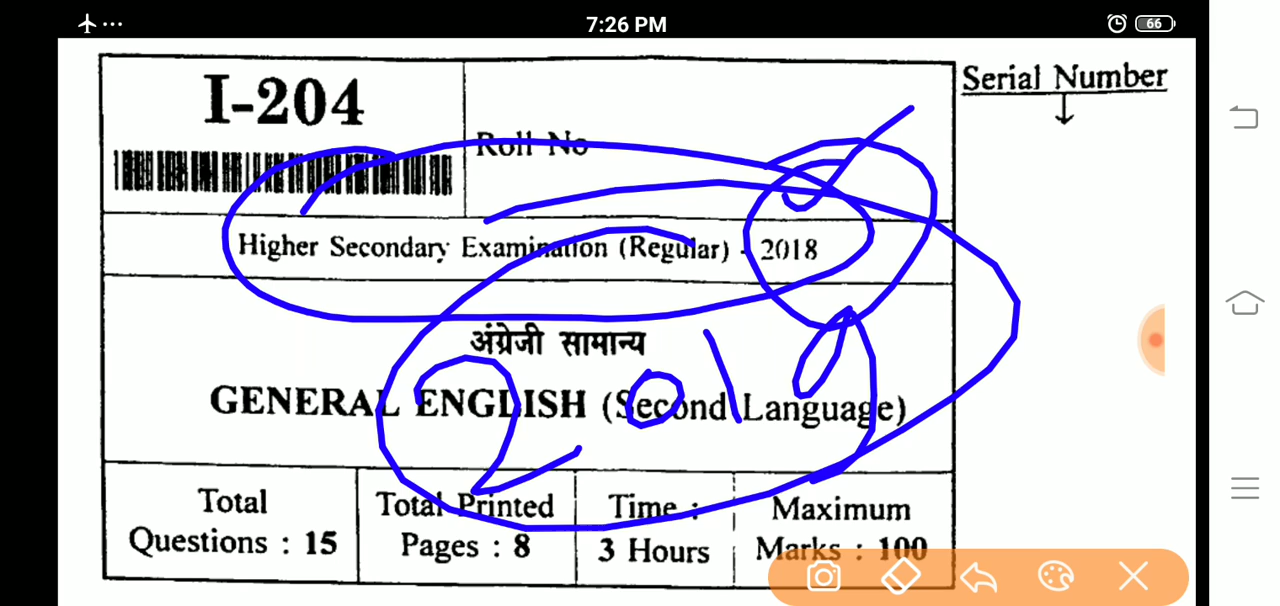 7:26 PM
66
I-204
Roll No
Serial Number
Higher Secondary Examination (Regular) - 2018
अंग्रेजी सामान्य
GENERAL ENGLISH (Second Language)
2018
Total Questions : 15
Total Printed Pages : 8
Time : 3 Hours
Maximum Marks : 100